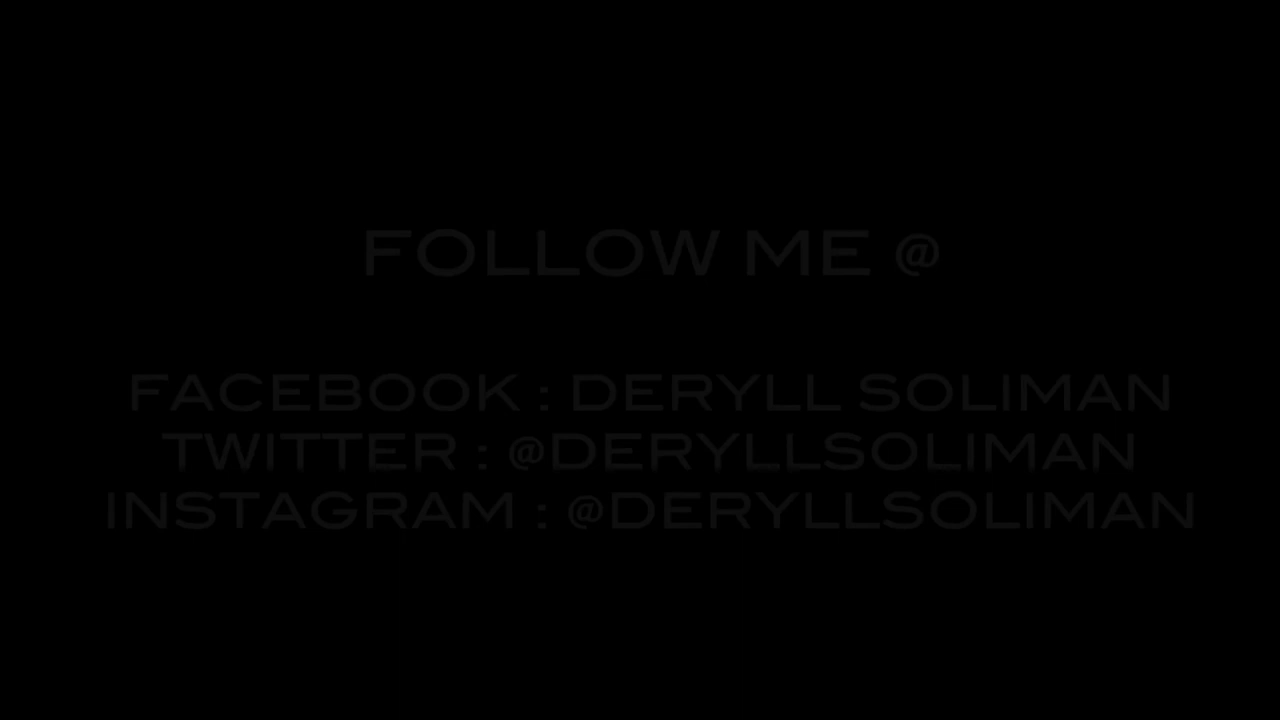 FOLLOW ME @
FACEBOOK : DERYLL SOLIMAN
TWITTER : @DERYLLSOLIMAN
INSTAGRAM : @DERYLLSOLIMAN